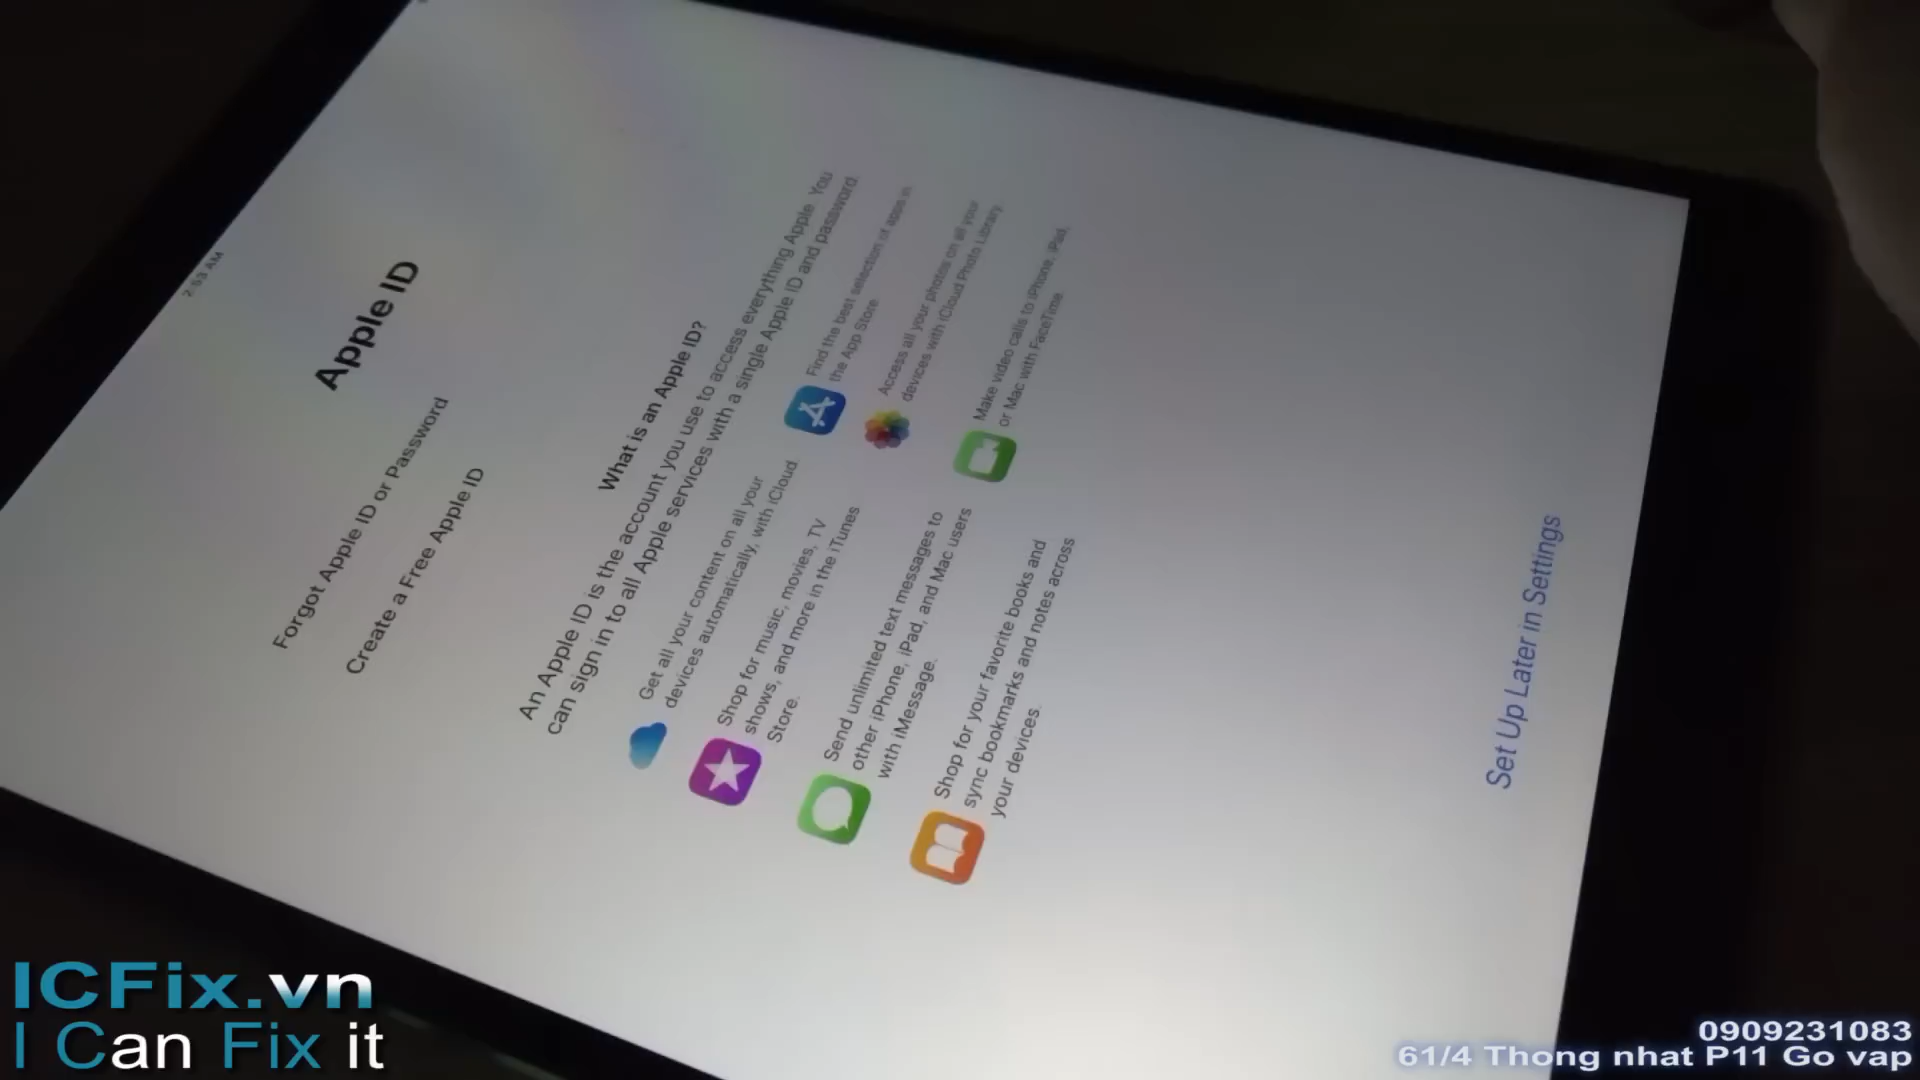 2:53 AM
Apple ID
Forgot Apple ID or Password
Create a Free Apple ID
What is an Apple ID?
An Apple ID is the account you use to access everything Apple. You
can sign in to all Apple services with a single Apple ID and password.
Get all your content on all your
devices automatically, with iCloud.
Find the best selection of apps in
the App Store.
Shop for music, movies, TV
shows, and more in the iTunes
Store.
Access all your photos on all your
devices with iCloud Photo Library.
Send unlimited text messages to
other iPhone, iPad, and Mac users
with iMessage.
Make video calls to iPhone, iPad,
or Mac with FaceTime.
Shop for your favorite books and
sync bookmarks and notes across
your devices.
Set Up Later in Settings
ICFix.vn
I Can Fix it
0909231083
61/4 Thong nhat P11 Go vap